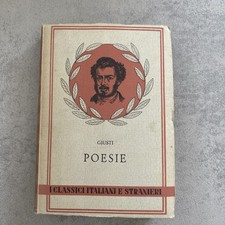 GIUSTI
POESIE
I CLASSICI ITALIANI E STRANIERI